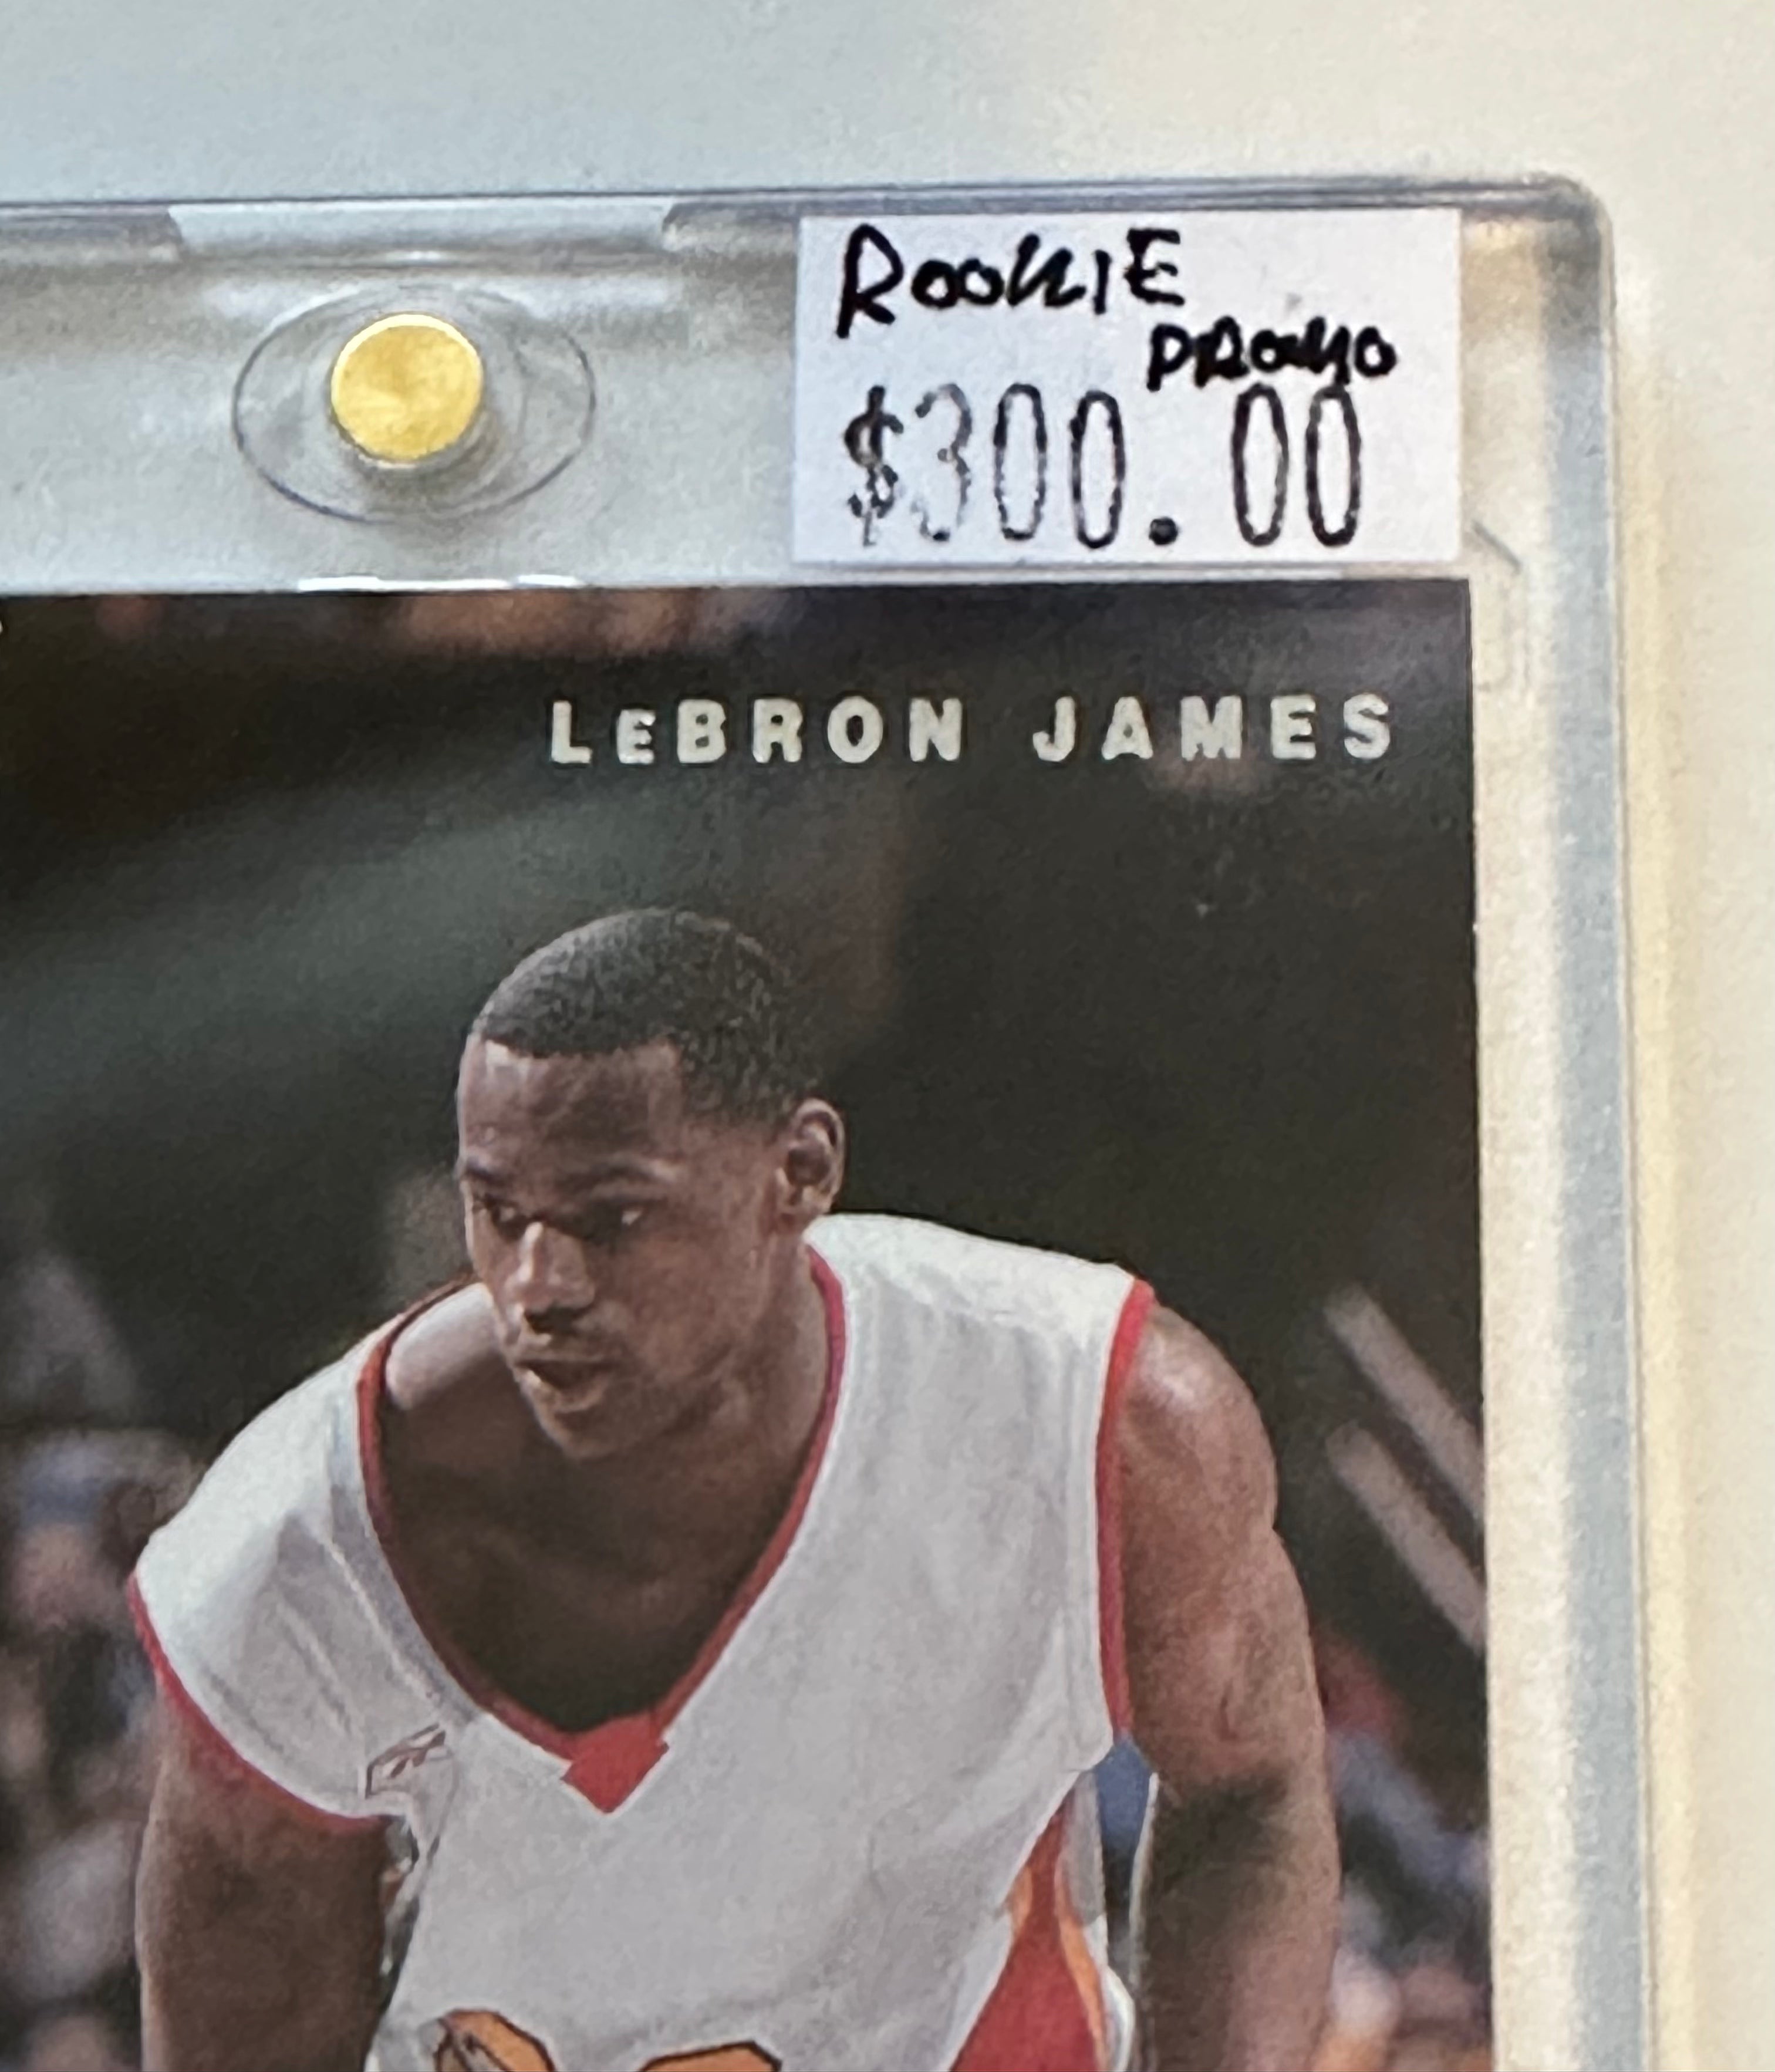 ROOKIE
PROMO
$300.00
LeBRON JAMES